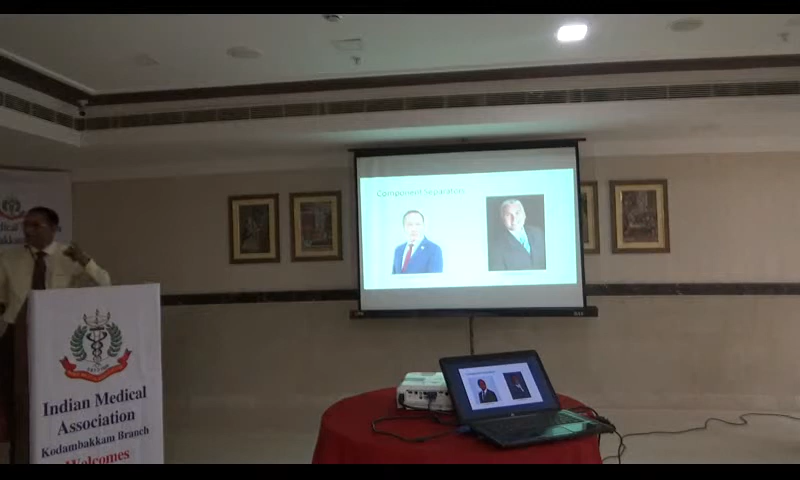 Component Separation
Indian Medical
Association
Kodambakkam Branch
Welcomes